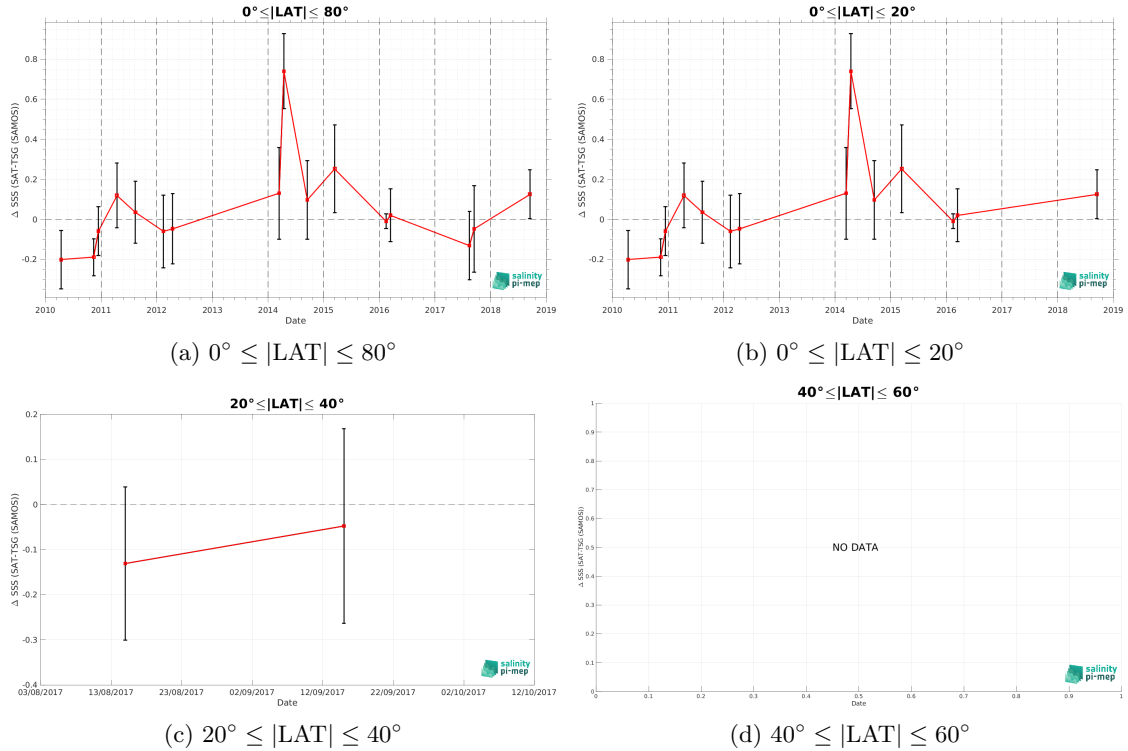 0°≤|LAT|≤ 80°
Δ SSS (SAT-TSG (SAMOS))
0.8
0.6
0.4
0.2
0
-0.2
2010 2011 2012 2013 2014 2015 2016 2017 2018 2019
Date
salinity
pi-mep
(a) 0° ≤ |LAT| ≤ 80°
0°≤|LAT|≤ 20°
Δ SSS (SAT-TSG (SAMOS))
0.8
0.6
0.4
0.2
0
-0.2
2010 2011 2012 2013 2014 2015 2016 2017 2018 2019
Date
salinity
pi-mep
(b) 0° ≤ |LAT| ≤ 20°
20°≤|LAT|≤ 40°
Δ SSS (SAT-TSG (SAMOS))
0.2
0.1
0
-0.1
-0.2
-0.3
-0.4
03/08/2017 13/08/2017 23/08/2017 02/09/2017 12/09/2017 22/09/2017 02/10/2017 12/10/2017
Date
salinity
pi-mep
(c) 20° ≤ |LAT| ≤ 40°
40°≤|LAT|≤ 60°
Δ SSS (SAT-TSG (SAMOS))
1
0.9
0.8
0.7
0.6
0.5
0.4
0.3
0.2
0.1
0
NO DATA
0 0.1 0.2 0.3 0.4 0.5 0.6 0.7 0.8 0.9 1
Date
salinity
pi-mep
(d) 40° ≤ |LAT| ≤ 60°